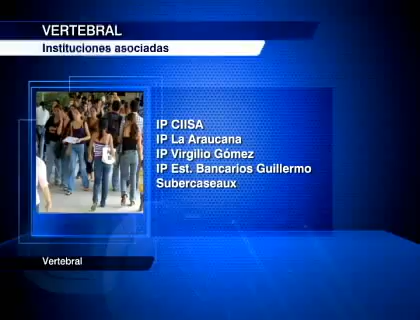 VERTEBRAL
Instituciones asociadas
IP CIISA
IP La Araucana
IP Virgilio Gómez
IP Est. Bancarios Guillermo
Subercaseaux
Vertebral